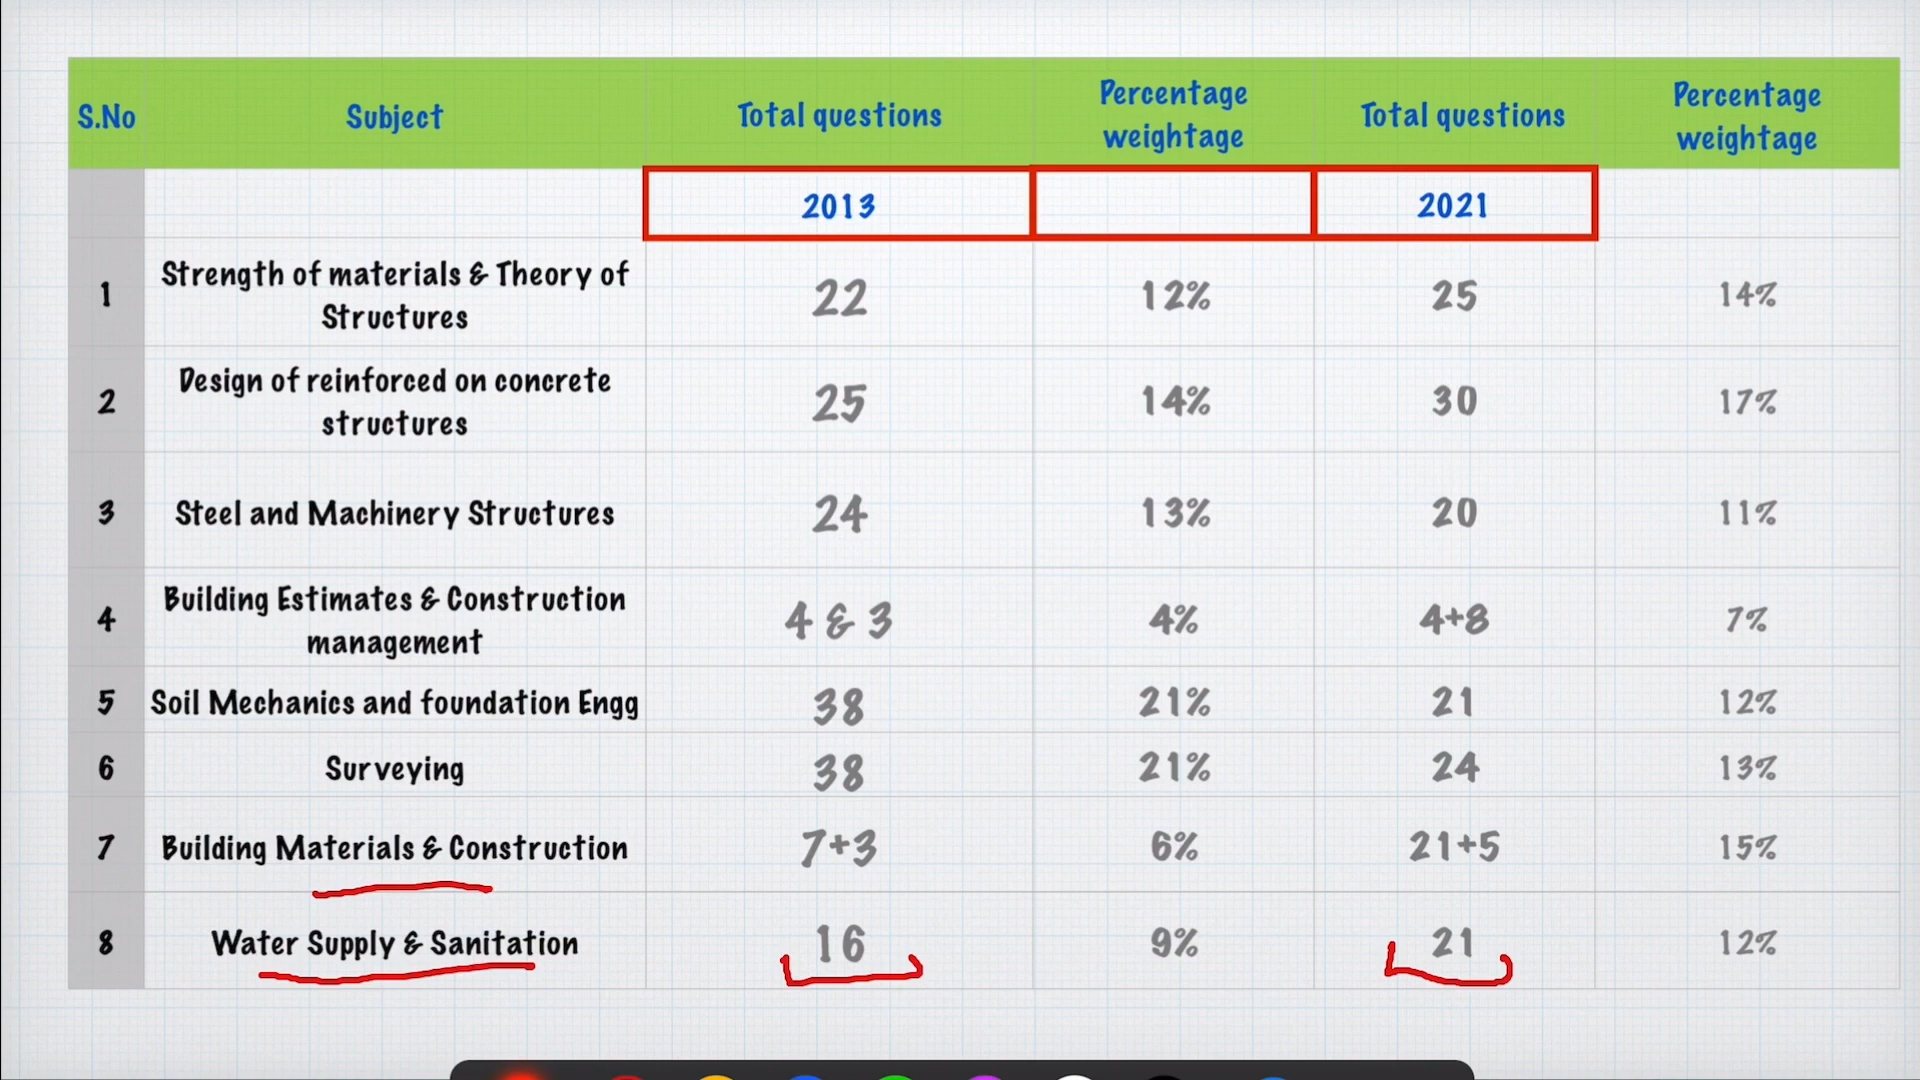 S.No Subject Total questions Percentage weightage Total questions Percentage weightage
2013 2021
1 Strength of materials & Theory of Structures 22 12% 25 14%
2 Design of reinforced on concrete structures 25 14% 30 17%
3 Steel and Machinery Structures 24 13% 20 11%
4 Building Estimates & Construction management 4 & 3 4% 4+8 7%
5 Soil Mechanics and foundation Engg 38 21% 21 12%
6 Surveying 38 21% 24 13%
7 Building Materials & Construction 7+3 6% 21+5 15%
8 Water Supply & Sanitation 16 9% 21 12%